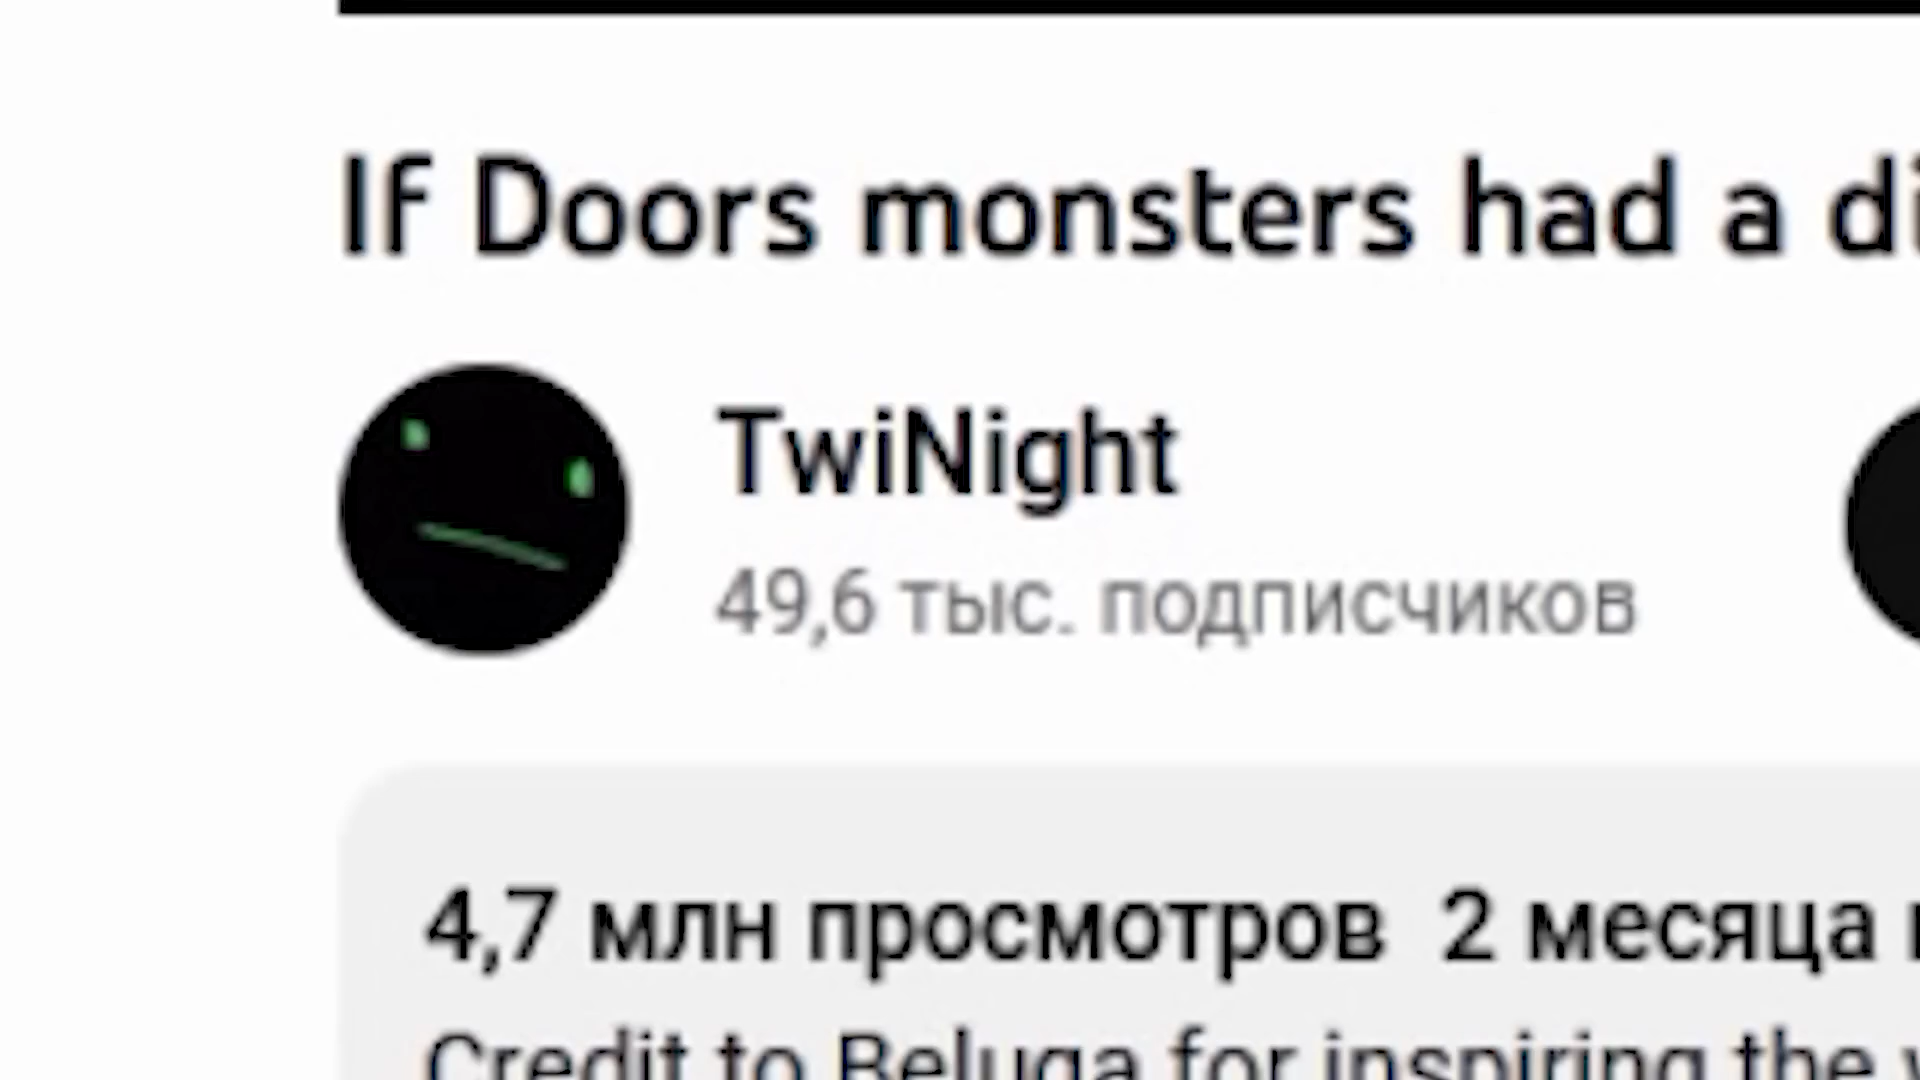 If Doors monsters had a
TwiNight
49,6 тыс. подписчиков
4,7 млн просмотров 2 месяца
Credit to Beluga for inspiring the